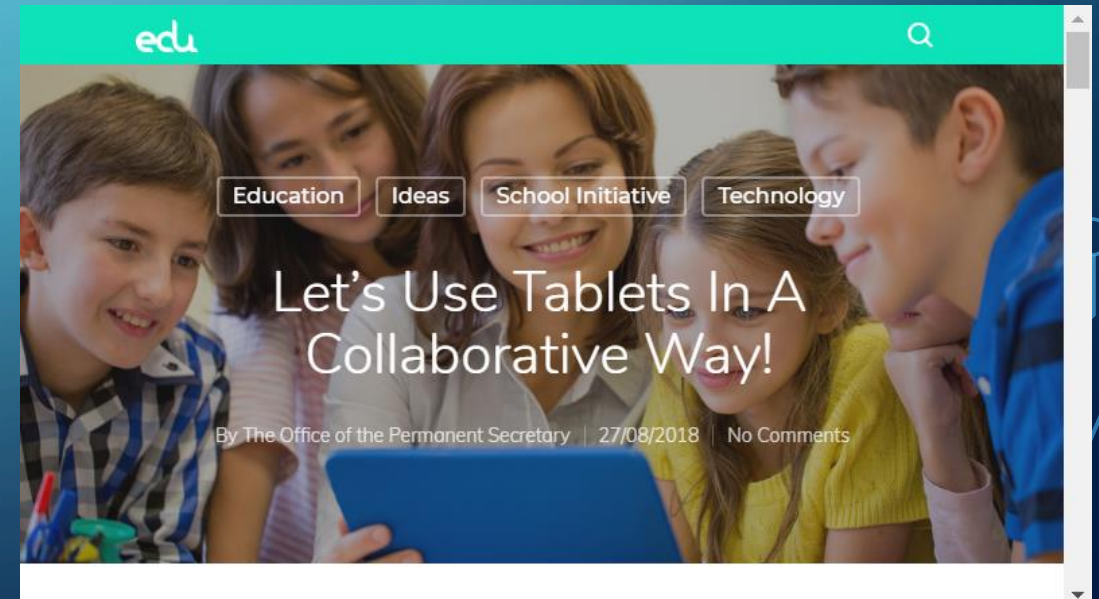 edu
Education Ideas School Initiative Technology
Let's Use Tablets In A
Collaborative Way!
By The Office of the Permanent Secretary | 27/08/2018 | No Comments